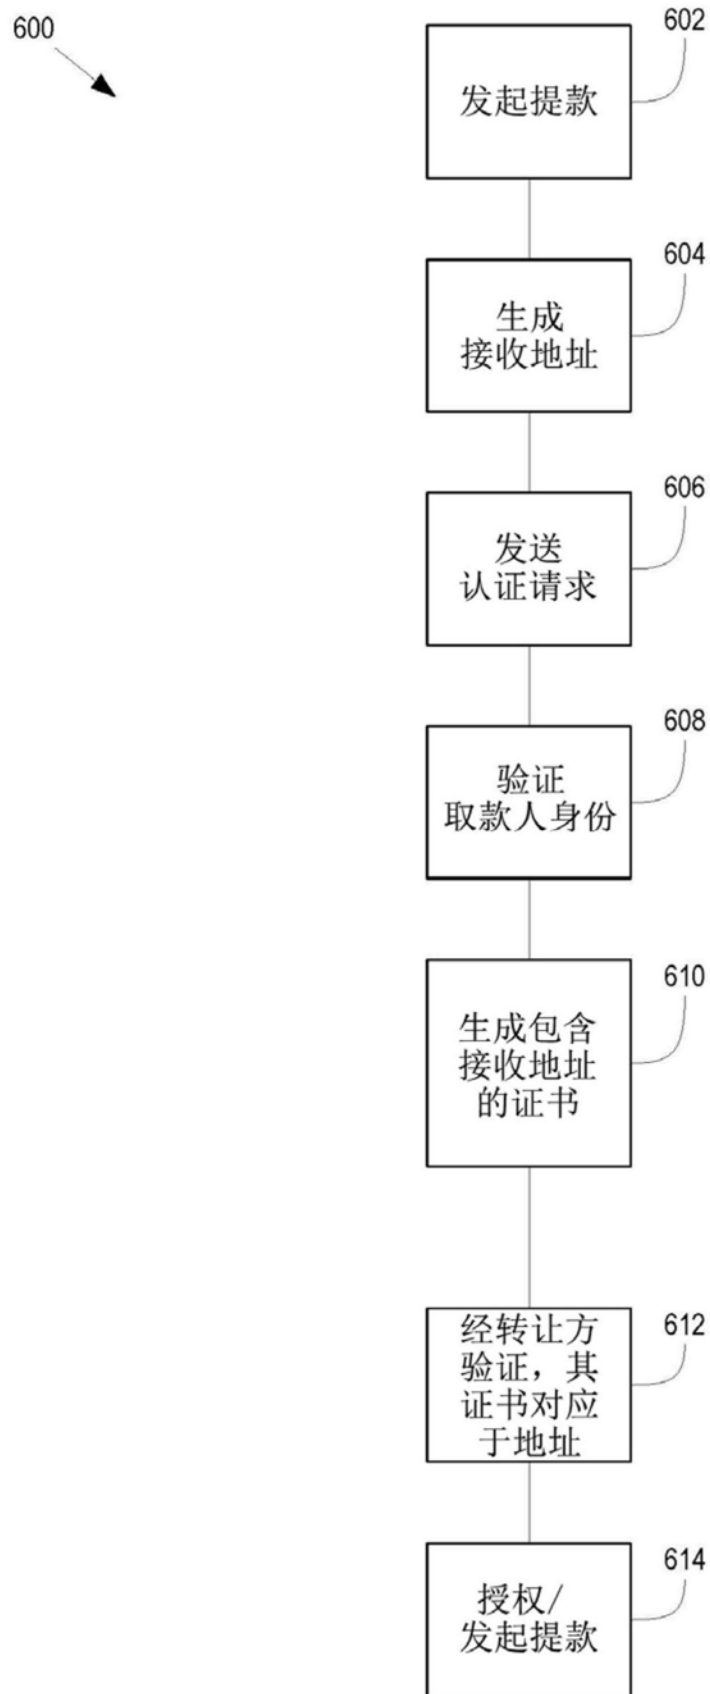 600
602
发起提款
604
生成
接收地址
606
发送
认证请求
608
验证
取款人身份
610
生成包含
接收地址
的证书
612
经转让方
验证，其
证书对应
于地址
614
授权/
发起提款